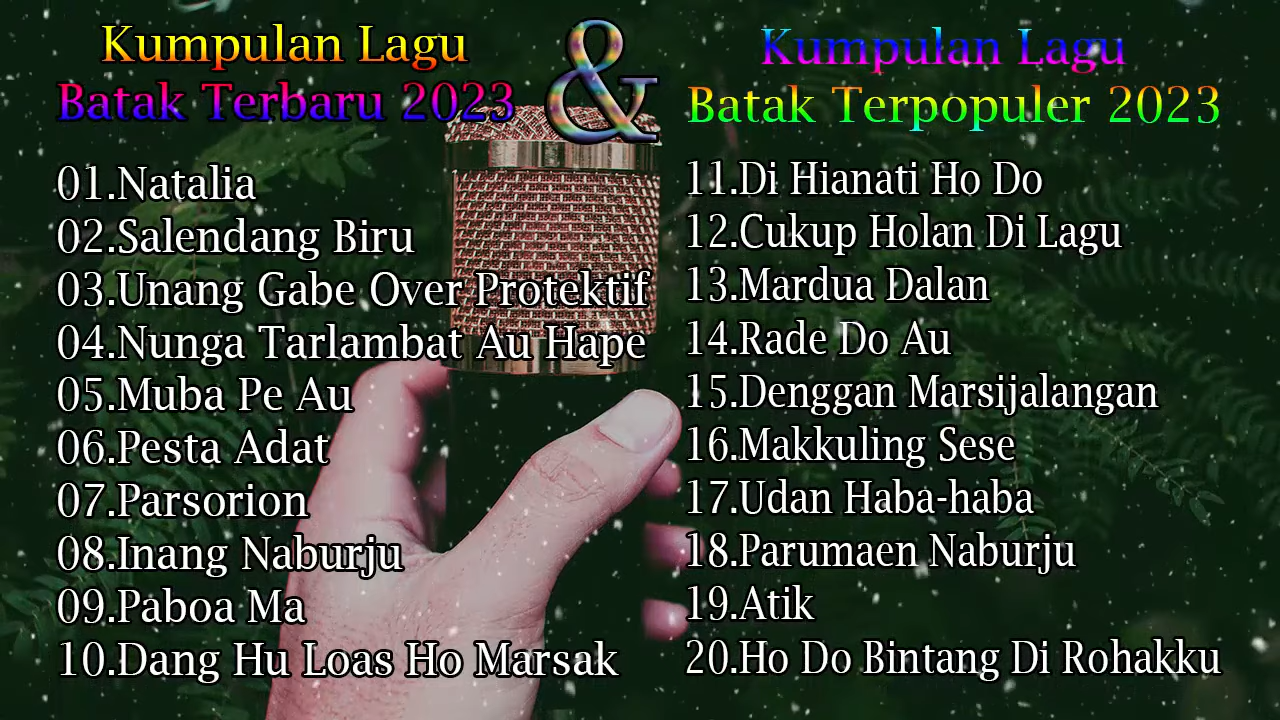 Kumpulan Lagu
Batak Terbaru 2023
&
Kumpulan Lagu
Batak Terpopuler 2023
01.Natalia
02.Salendang Biru
03.Unang Gabe Over Protektif
04.Nunga Tarlambat Au Hape
05.Muba Pe Au
06.Pesta Adat
07.Parsorion
08.Inang Naburju
09.Paboa Ma
10.Dang Hu Loas Ho Marsak
11.Di Hianati Ho Do
12.Cukup Holan Di Lagu
13.Mardua Dalan
14.Rade Do Au
15.Denggan Marsijalangan
16.Makkuling Sese
17.Udan Haba-haba
18.Parumaen Naburju
19.Atik
20.Ho Do Bintang Di Rohakku